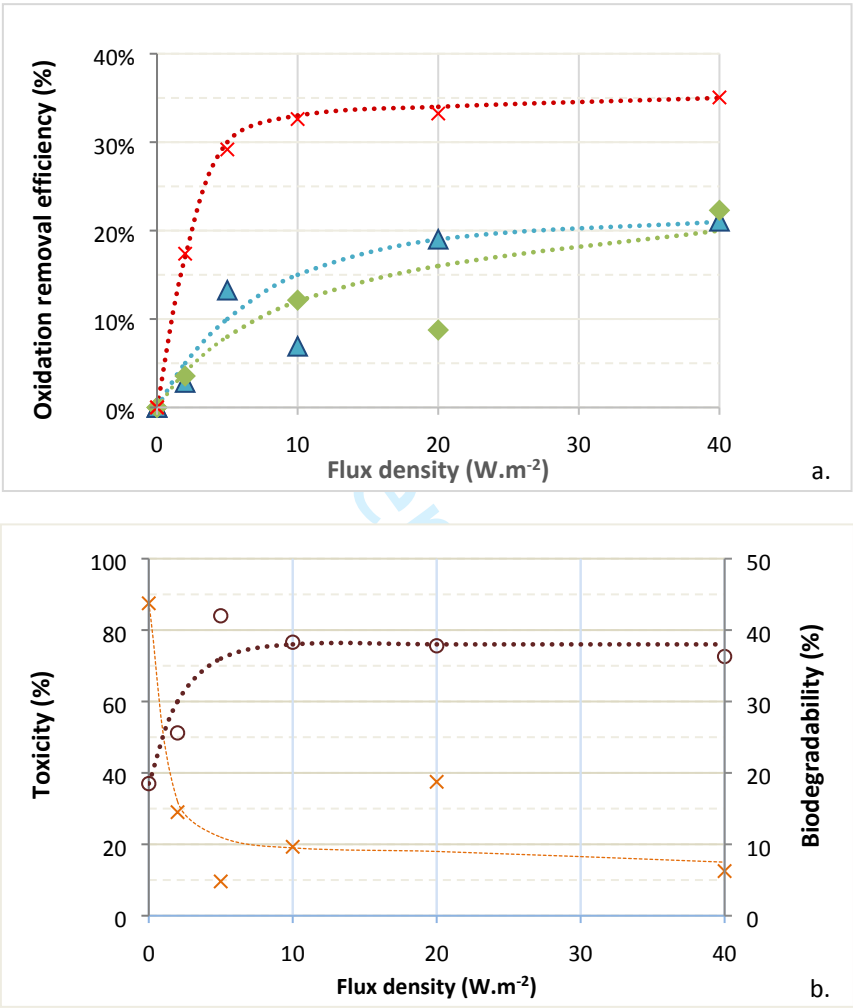 Oxidation removal efficiency (%)
40%
30%
20%
10%
0%
0 10 20 30 40
Flux density (W.m-2)
a.
Toxicity (%)
100
80
60
40
20
0
50
40
30
20
10
0
Biodegradability (%)
0 10 20 30 40
Flux density (W.m-2)
b.